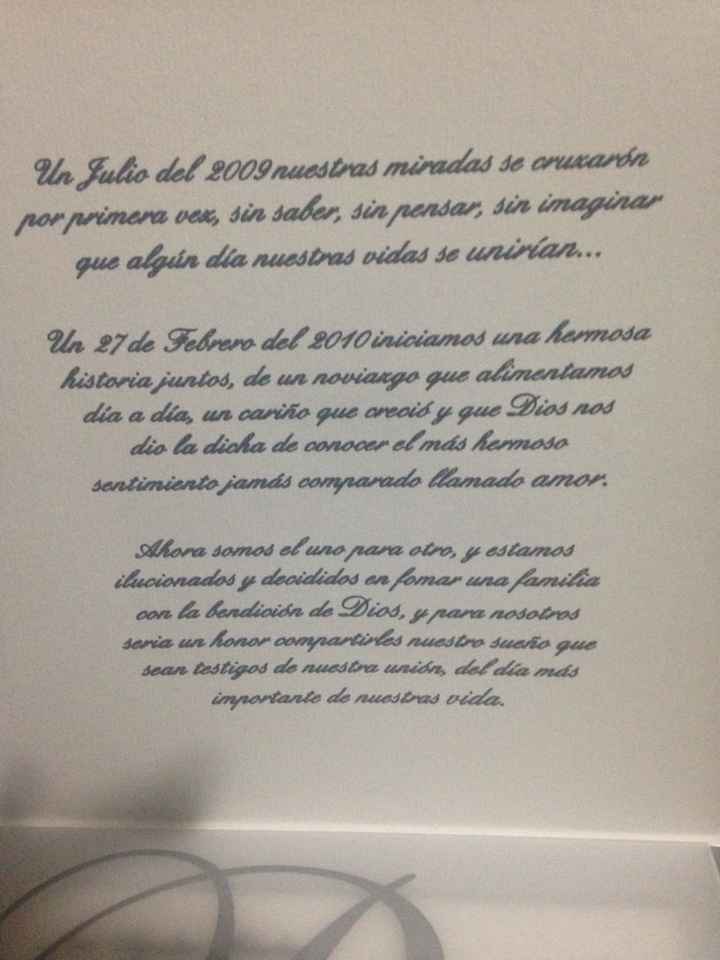 Un Julio del 2009 nuestras miradas se cruzarón
por primera vez, sin saber, sin pensar, sin imaginar
que algún día nuestras vidas se unirían...
Un 27 de Febrero del 2010 iniciamos una hermosa
historia juntos, de un noviazgo que alimentamos
día a día, un cariño que creció y que Dios nos
dio la dicha de conocer el más hermoso
sentimiento jamás comparado llamado amor.
Ahora somos el uno para otro, y estamos
ilucionados y decididos en fomar una familia
con la bendición de Dios, y para nosotros
seria un honor compartirles nuestro sueño que
sean testigos de nuestra unión, del día más
importante de nuestras vida.